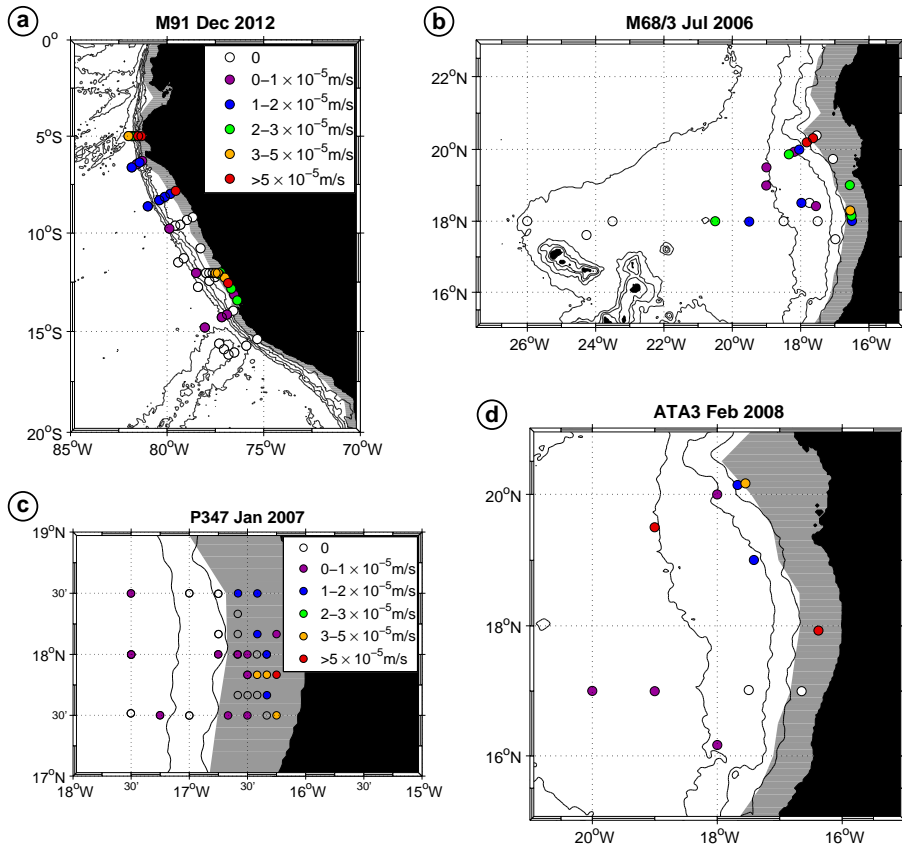 a
M91 Dec 2012
0°
5°S
10°S
15°S
20°S
85°W 80°W 75°W 70°W
0
0−1 × 10⁻⁵m/s
1−2 × 10⁻⁵m/s
2−3 × 10⁻⁵m/s
3−5 × 10⁻⁵m/s
>5 × 10⁻⁵m/s
b
M68/3 Jul 2006
22°N
20°N
18°N
16°N
26°W 24°W 22°W 20°W 18°W 16°W
c
P347 Jan 2007
19°N
30'
18°N
30'
17°N
18°W 30' 17°W 30' 16°W 30' 15°W
0
0−1 × 10⁻⁵m/s
1−2 × 10⁻⁵m/s
2−3 × 10⁻⁵m/s
3−5 × 10⁻⁵m/s
>5 × 10⁻⁵m/s
d
ATA3 Feb 2008
20°N
18°N
16°N
20°W 18°W 16°W